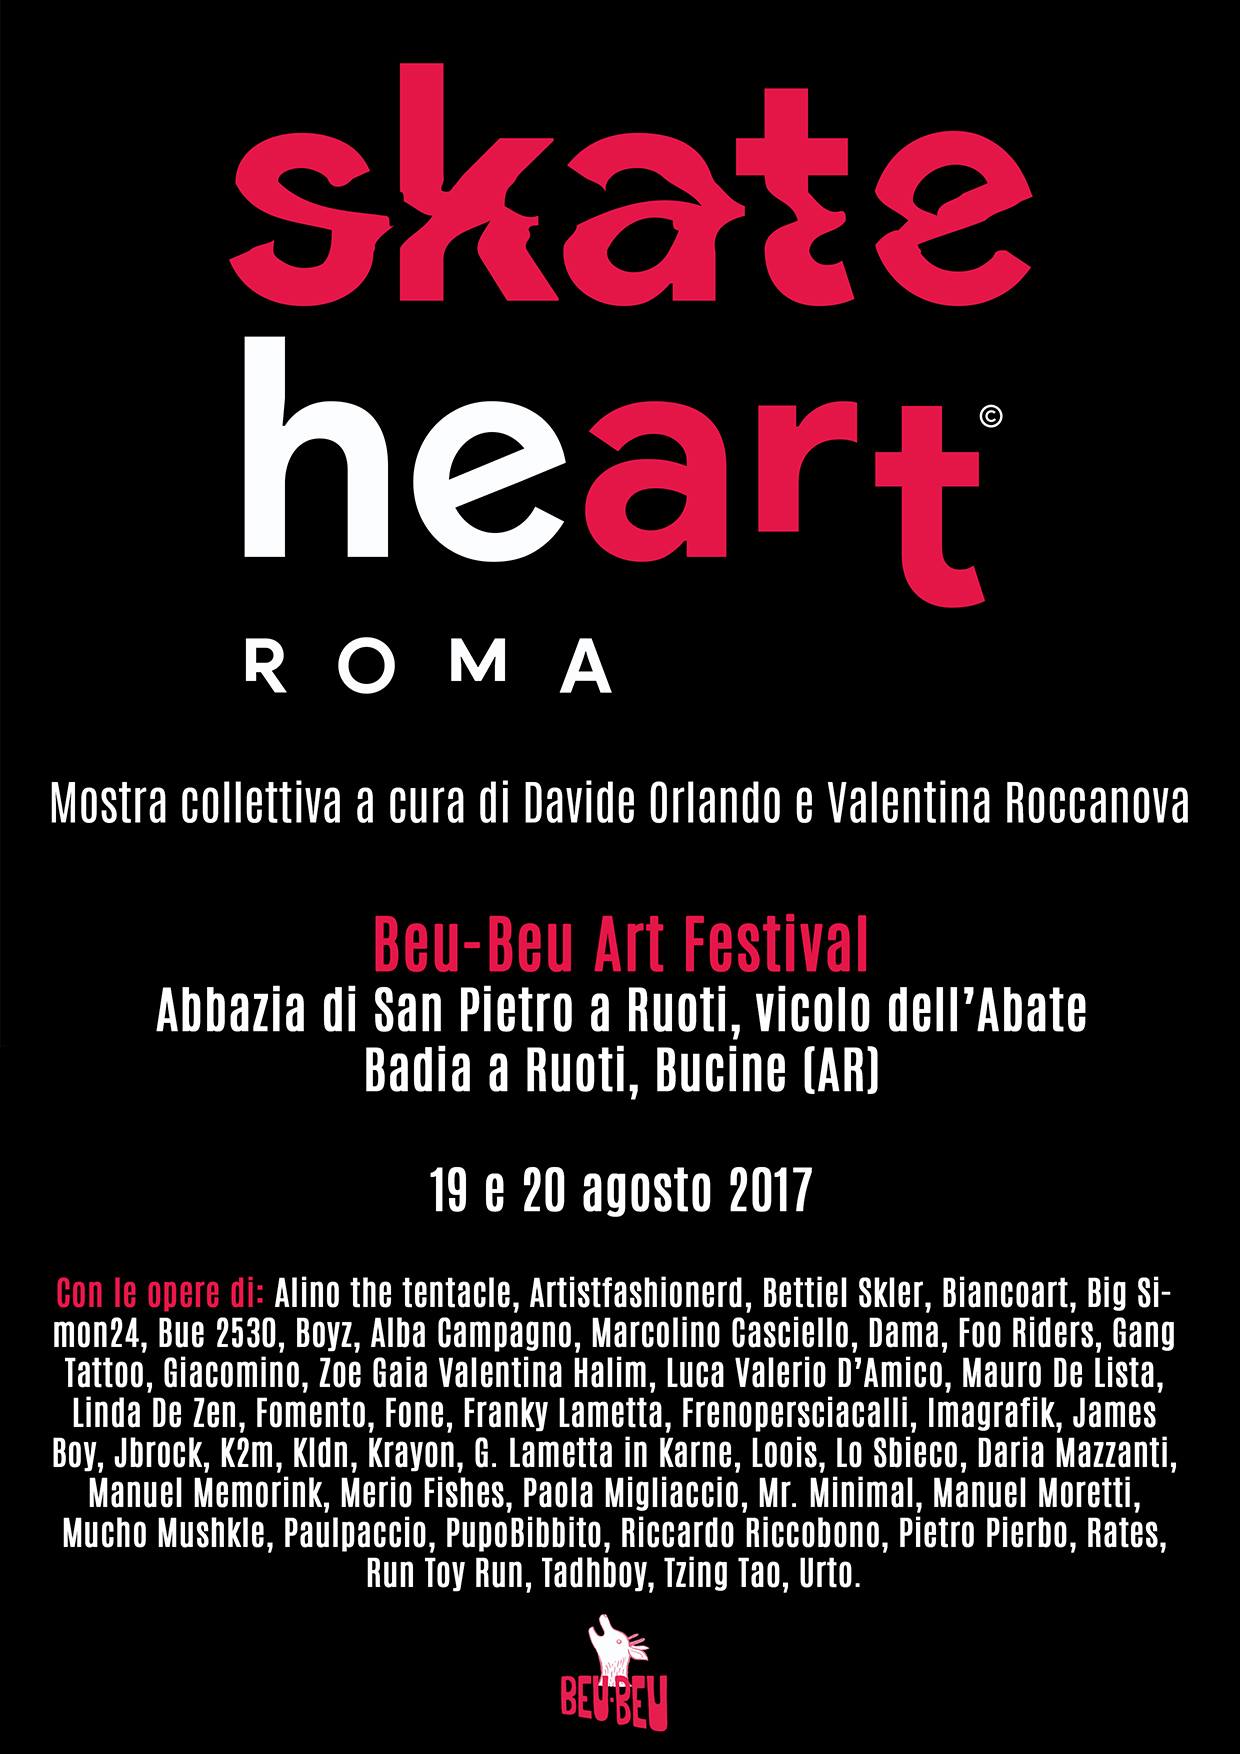 skate
heart©
ROMA
Mostra collettiva a cura di Davide Orlando e Valentina Roccanova
Beu-Beu Art Festival
Abbazia di San Pietro a Ruoti, vicolo dell’Abate
Badia a Ruoti, Bucine (AR)
19 e 20 agosto 2017
Con le opere di: Alino the tentacle, Artistfashionerd, Bettiel Skler, Biancoart, Big Si-
mon24, Bue 2530, Boyz, Alba Campagno, Marcolino Casciello, Dama, Foo Riders, Gang
Tattoo, Giacomino, Zoe Gaia Valentina Halim, Luca Valerio D’Amico, Mauro De Lista,
Linda De Zen, Fomento, Fone, Franky Lametta, Frenopersciacalli, Imagrafik, James
Boy, Jbrock, K2m, Kldn, Krayon, G. Lametta in Karne, Loois, Lo Sbieco, Daria Mazzanti,
Manuel Memorink, Merio Fishes, Paola Migliaccio, Mr. Minimal, Manuel Moretti,
Mucho Mushkle, Paulpaccio, PupoBibbito, Riccardo Riccobono, Pietro Pierbo, Rates,
Run Toy Run, Tadhboy, Tzing Tao, Urto.
BEU-BEU